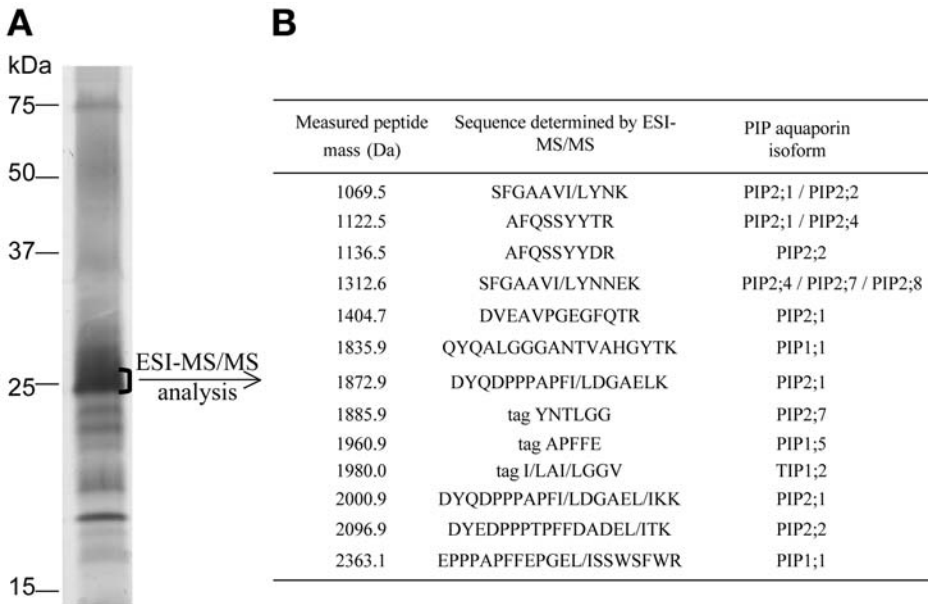 A
B
kDa
75
50
37
25
15
ESI-MS/MS
analysis
Measured peptide mass (Da) Sequence determined by ESI-MS/MS PIP aquaporin isoform
1069.5 SFGAAVI/LYNK PIP2;1 / PIP2;2
1122.5 AFQSSYYTR PIP2;1 / PIP2;4
1136.5 AFQSSYYDR PIP2;2
1312.6 SFGAAVI/LYNNEK PIP2;4 / PIP2;7 / PIP2;8
1404.7 DVEAVPGEGFQTR PIP2;1
1835.9 QYQALGGGANTVAHGYTK PIP1;1
1872.9 DYQDPPPAPFI/LDGAELK PIP2;1
1885.9 tag YNTLGG PIP2;7
1960.9 tag APFFE PIP1;5
1980.0 tag I/LAI/LGGV TIP1;2
2000.9 DYQDPPPAPFI/LDGAEL/IKK PIP2;1
2096.9 DYEDPPPTPFFDADEL/ITK PIP2;2
2363.1 EPPPAPFFEPGEL/ISSWSFWR PIP1;1